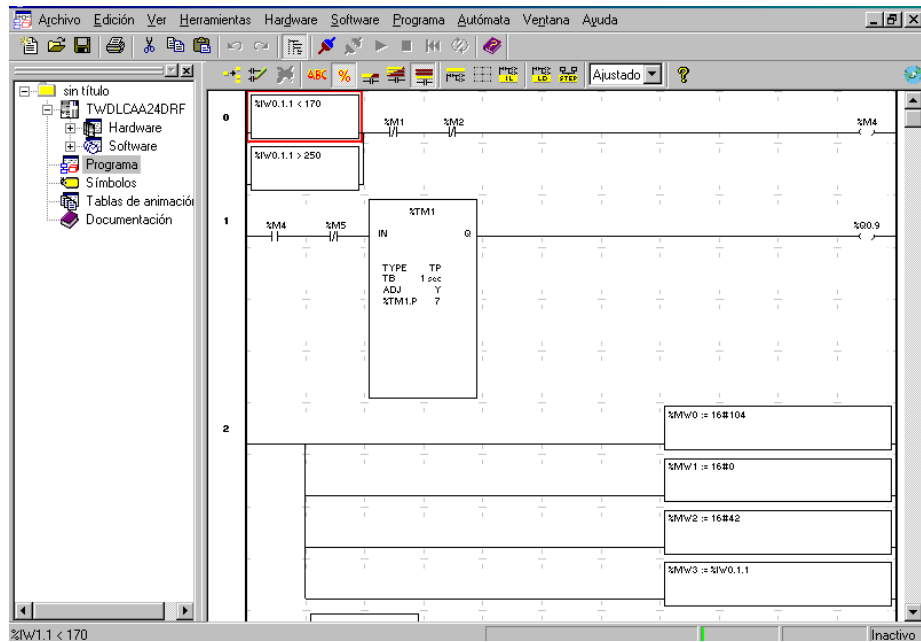 Archivo Edición Ver Herramientas Hardware Software Programa Autómata Ventana Ayuda
ABC % Ajustado ?
sin título
TWDLCAA24DRF
Hardware
Software
Programa
Símbolos
Tablas de animación
Documentación
0
%IW0.1.1 < 170
%M1 %M2 %M4
%IW0.1.1 > 250
1
%M4 %M5 %TM1 %Q0.9
IN Q
TYPE TP
TB 1 sec
ADJ Y
%TM1.P 7
2
%MW0 := 16#104
%MW1 := 16#0
%MW2 := 16#42
%MW3 := %IW0.1.1
%IW1.1 < 170 Inactivo